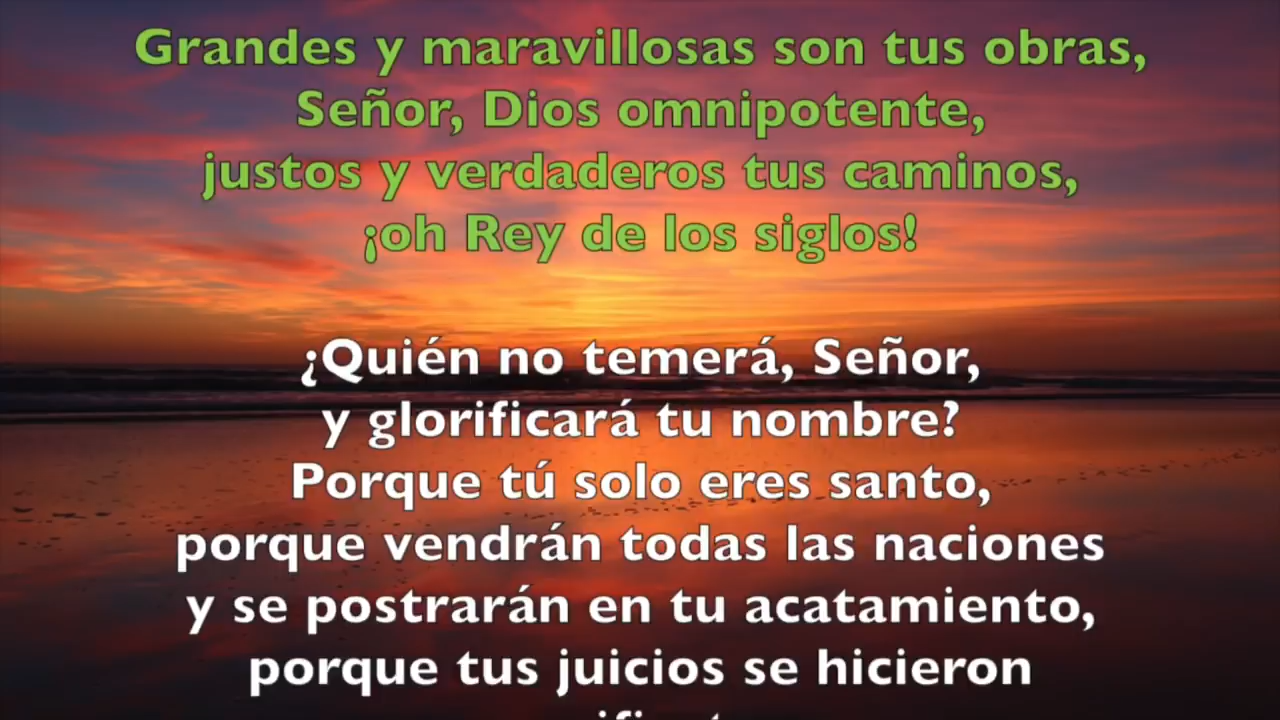 Grandes y maravillosas son tus obras,
Señor, Dios omnipotente,
justos y verdaderos tus caminos,
¡oh Rey de los siglos!
¿Quién no temerá, Señor,
y glorificará tu nombre?
Porque tú solo eres santo,
porque vendrán todas las naciones
y se postrarán en tu acatamiento,
porque tus juicios se hicieron